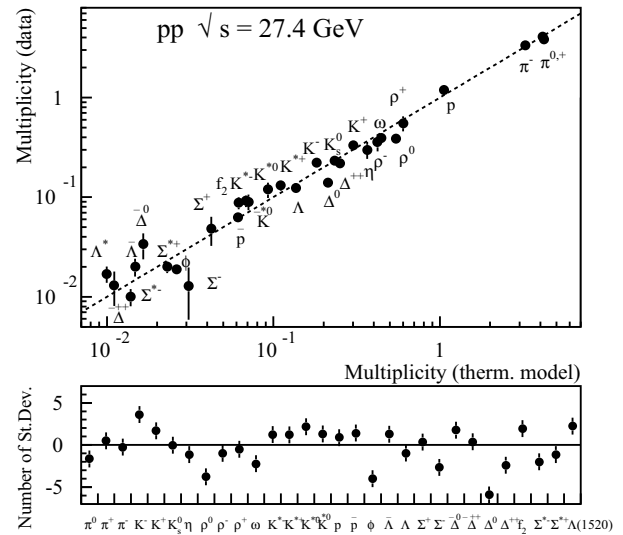 pp √ s = 27.4 GeV
Multiplicity (data)
1
10⁻¹
10⁻²
π⁻ π⁰,⁺
p
ρ⁺
K⁺ ω
K⁻ K⁰ₛ
ηρ⁻ ρ⁰
f₂ K*⁻ K*⁰ K*⁺
Δ⁰ Δ⁺⁺
Λ
K̄*⁰
p̄
Σ⁺
Δ̄⁰
Λ* Λ̄ Σ*⁺ φ
Δ̄⁺⁺ Σ*⁻ Σ⁻
10⁻² 10⁻¹ 1
Multiplicity (therm. model)
Number of St.Dev.
5
0
-5
π⁰ π⁺ π⁻ K⁻ K⁺ K⁰ₛ η ρ⁰ ρ⁻ ρ⁺ ω K*⁻ K*⁺ K*⁰ K̄*⁰ p p̄ φ Λ̄ Λ Σ⁺ Σ⁻ Δ̄⁰ Δ̄⁺⁺ Δ⁰ Δ⁺⁺ f₂ Σ*⁻ Σ*⁺ Λ(1520)